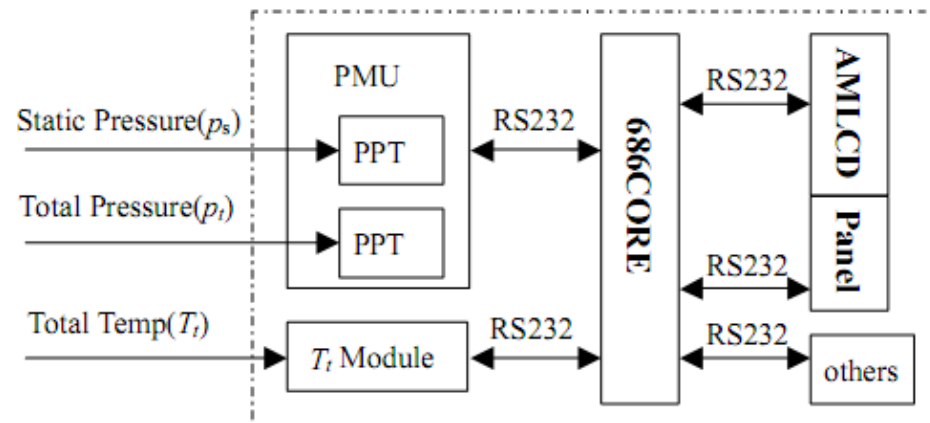 PMU
Static Pressure(pₛ)
PPT
Total Pressure(pₜ)
PPT
Total Temp(Tₜ)
Tₜ Module
RS232
RS232
686CORE
RS232
RS232
RS232
AMLCD
Panel
others